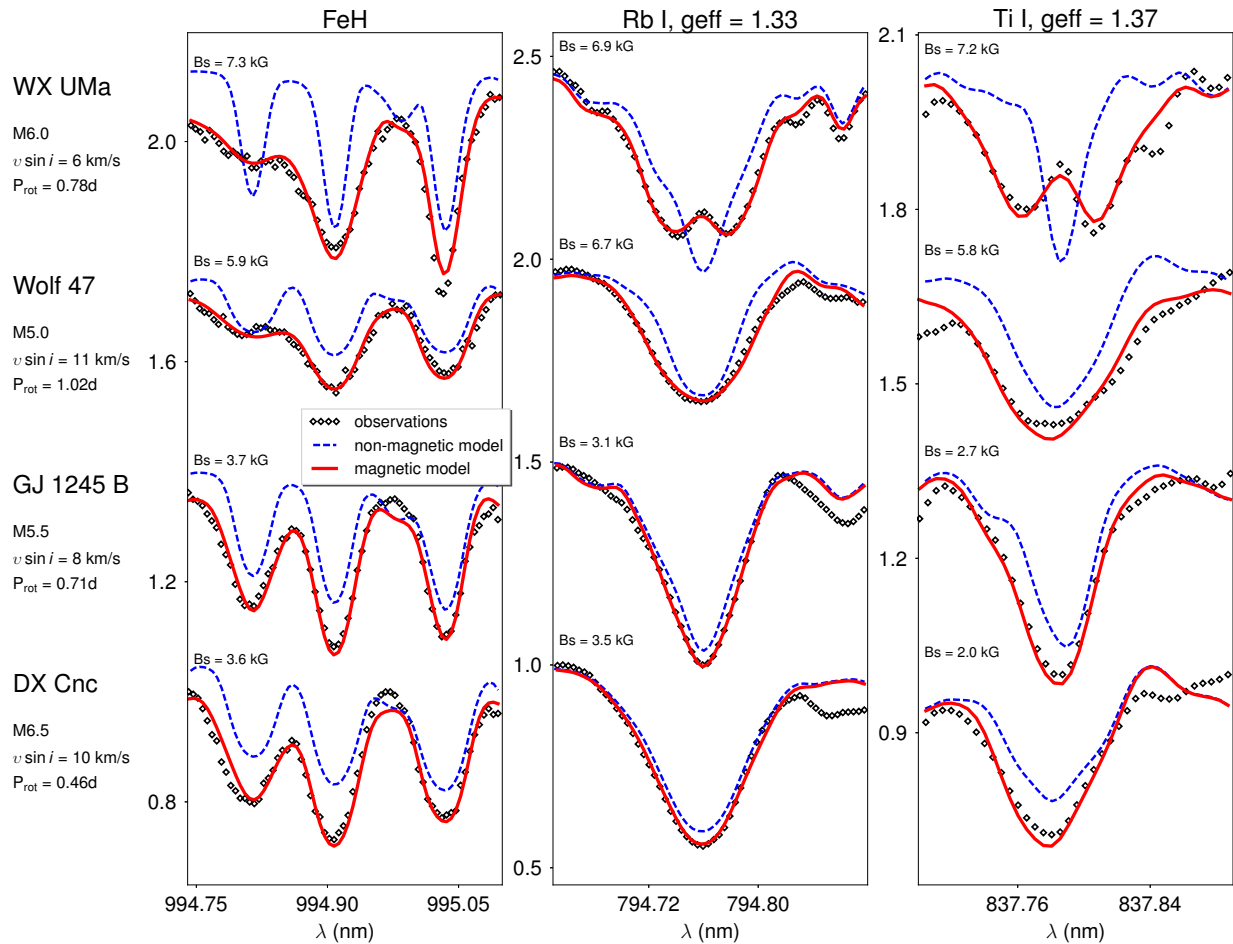 FeH
Rb I, geff = 1.33
Ti I, geff = 1.37
WX UMa
M6.0
υ sin i = 6 km/s
Prot = 0.78d
Bs = 7.3 kG
Bs = 6.9 kG
Bs = 7.2 kG
Wolf 47
M5.0
υ sin i = 11 km/s
Prot = 1.02d
Bs = 5.9 kG
Bs = 6.7 kG
Bs = 5.8 kG
observations
non-magnetic model
magnetic model
GJ 1245 B
M5.5
υ sin i = 8 km/s
Prot = 0.71d
Bs = 3.7 kG
Bs = 3.1 kG
Bs = 2.7 kG
DX Cnc
M6.5
υ sin i = 10 km/s
Prot = 0.46d
Bs = 3.6 kG
Bs = 3.5 kG
Bs = 2.0 kG
2.0
1.6
1.2
0.8
2.5
2.0
1.5
1.0
0.5
2.1
1.8
1.5
1.2
0.9
994.75 994.90 995.05
794.72 794.80
837.76 837.84
λ (nm)
λ (nm)
λ (nm)